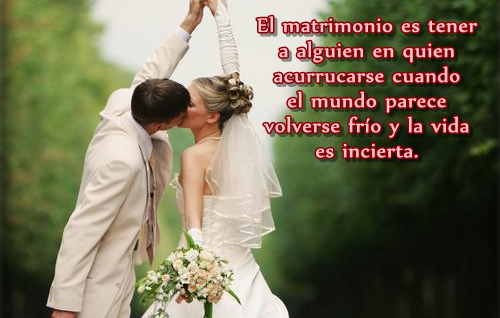 El matrimonio es tener
a alguien en quien
acurrucarse cuando
el mundo parece
volverse frío y la vida
es incierta.